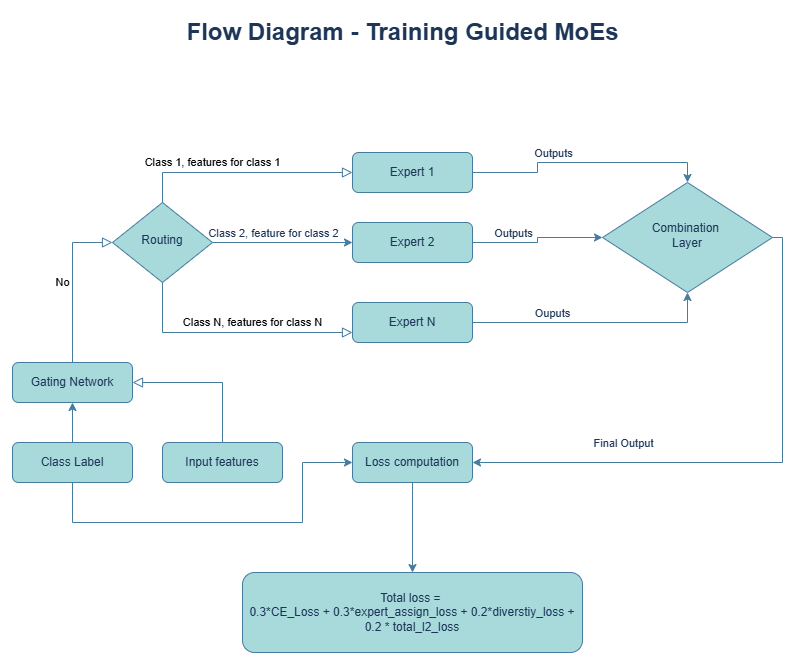 Flow Diagram - Training Guided MoEs
Class 1, features for class 1
Expert 1
Outputs
Routing
Class 2, feature for class 2
Expert 2
Outputs
Combination
Layer
No
Class N, features for class N
Expert N
Ouputs
Gating Network
Class Label
Input features
Loss computation
Final Output
Total loss =
0.3*CE_Loss + 0.3*expert_assign_loss + 0.2*diverstiy_loss +
0.2 * total_l2_loss